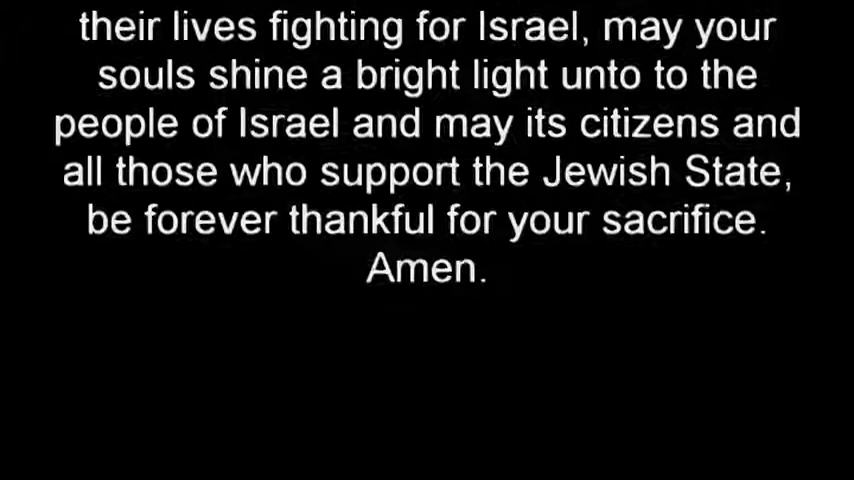 their lives fighting for Israel, may your
souls shine a bright light unto to the
people of Israel and may its citizens and
all those who support the Jewish State,
be forever thankful for your sacrifice.
Amen.